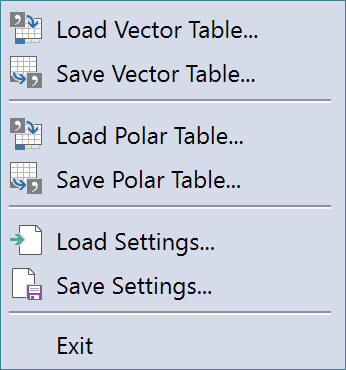 Load Vector Table...
Save Vector Table...
Load Polar Table...
Save Polar Table...
Load Settings...
Save Settings...
Exit